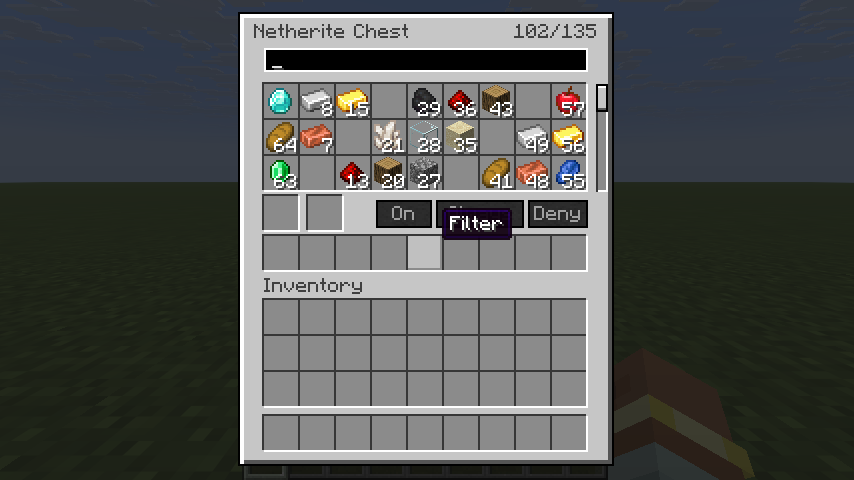 Netherite Chest 102/135
_
8 15 29 36 43 57
64 7 21 28 35 49 56
63 13 20 27 41 48 55
On Deny
Filter
Inventory